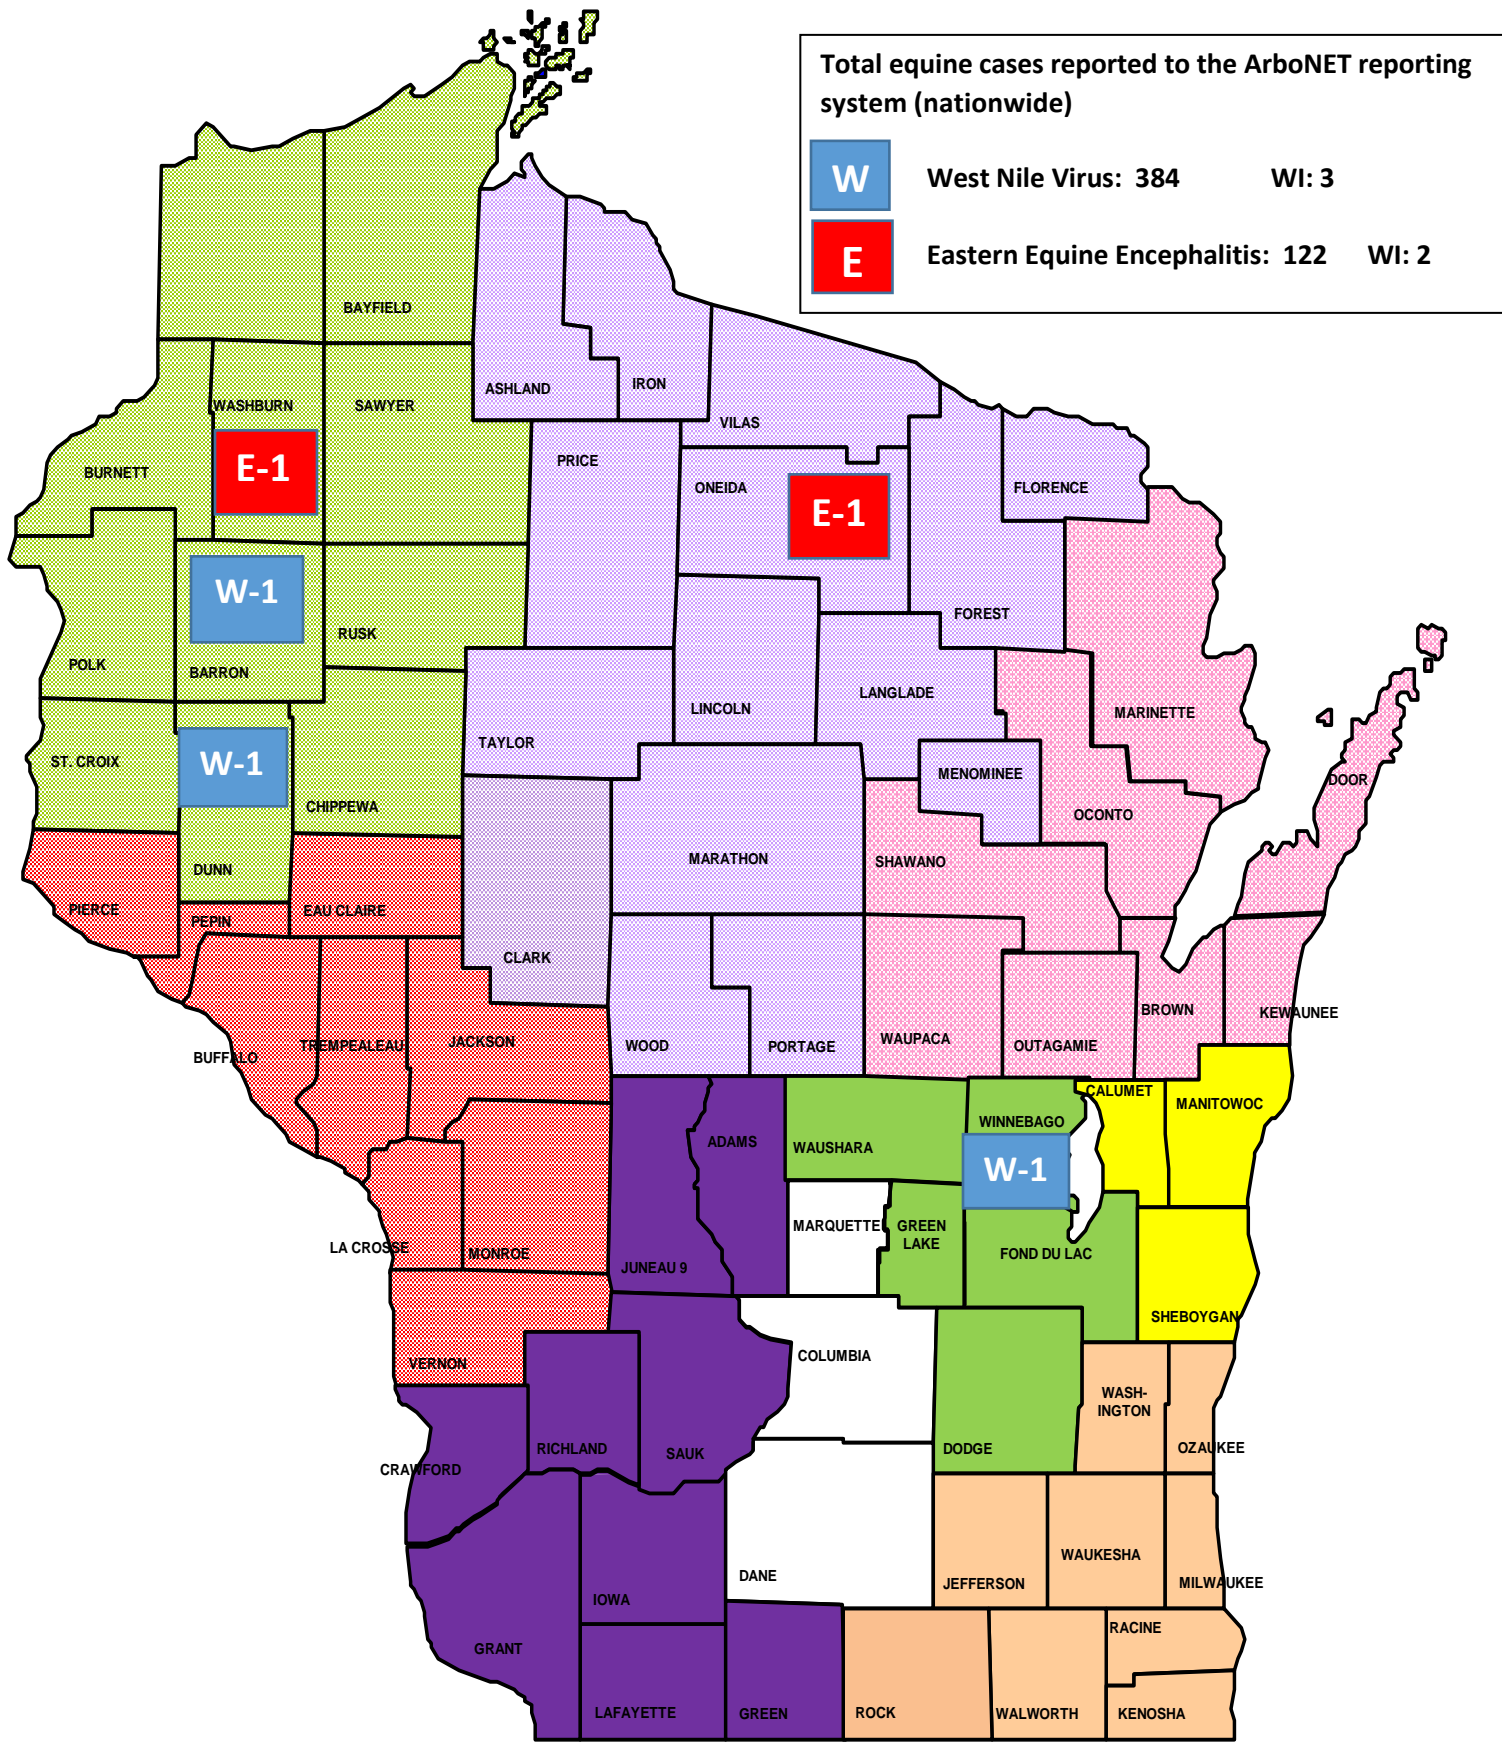 Total equine cases reported to the ArboNET reporting
system (nationwide)
W West Nile Virus: 384 WI: 3
E Eastern Equine Encephalitis: 122 WI: 2
BAYFIELD
ASHLAND
IRON
WASHBURN
SAWYER
VILAS
BURNETT
E-1
PRICE
ONEIDA
E-1
FLORENCE
W-1
RUSK
FOREST
POLK
BARRON
LANGLADE
LINCOLN
MARINETTE
TAYLOR
ST. CROIX
W-1
MENOMINEE
DOOR
CHIPPEWA
OCONTO
MARATHON
SHAWANO
DUNN
PIERCE
PEPIN
EAU CLAIRE
CLARK
BROWN
KEWAUNEE
BUFFALO
TREMPEALEAU
JACKSON
WOOD
PORTAGE
WAUPACA
OUTAGAMIE
CALUMET
MANITOWOC
ADAMS
WAUSHARA
WINNEBAGO
W-1
MARQUETTE
GREEN
LAKE
LA CROSSE
MONROE
JUNEAU 9
FOND DU LAC
SHEBOYGAN
VERNON
COLUMBIA
WASH-
INGTON
CRAWFORD
RICHLAND
SAUK
DODGE
OZAUKEE
DANE
JEFFERSON
WAUKESHA
MILWAUKEE
IOWA
GRANT
RACINE
LAFAYETTE
GREEN
ROCK
WALWORTH
KENOSHA